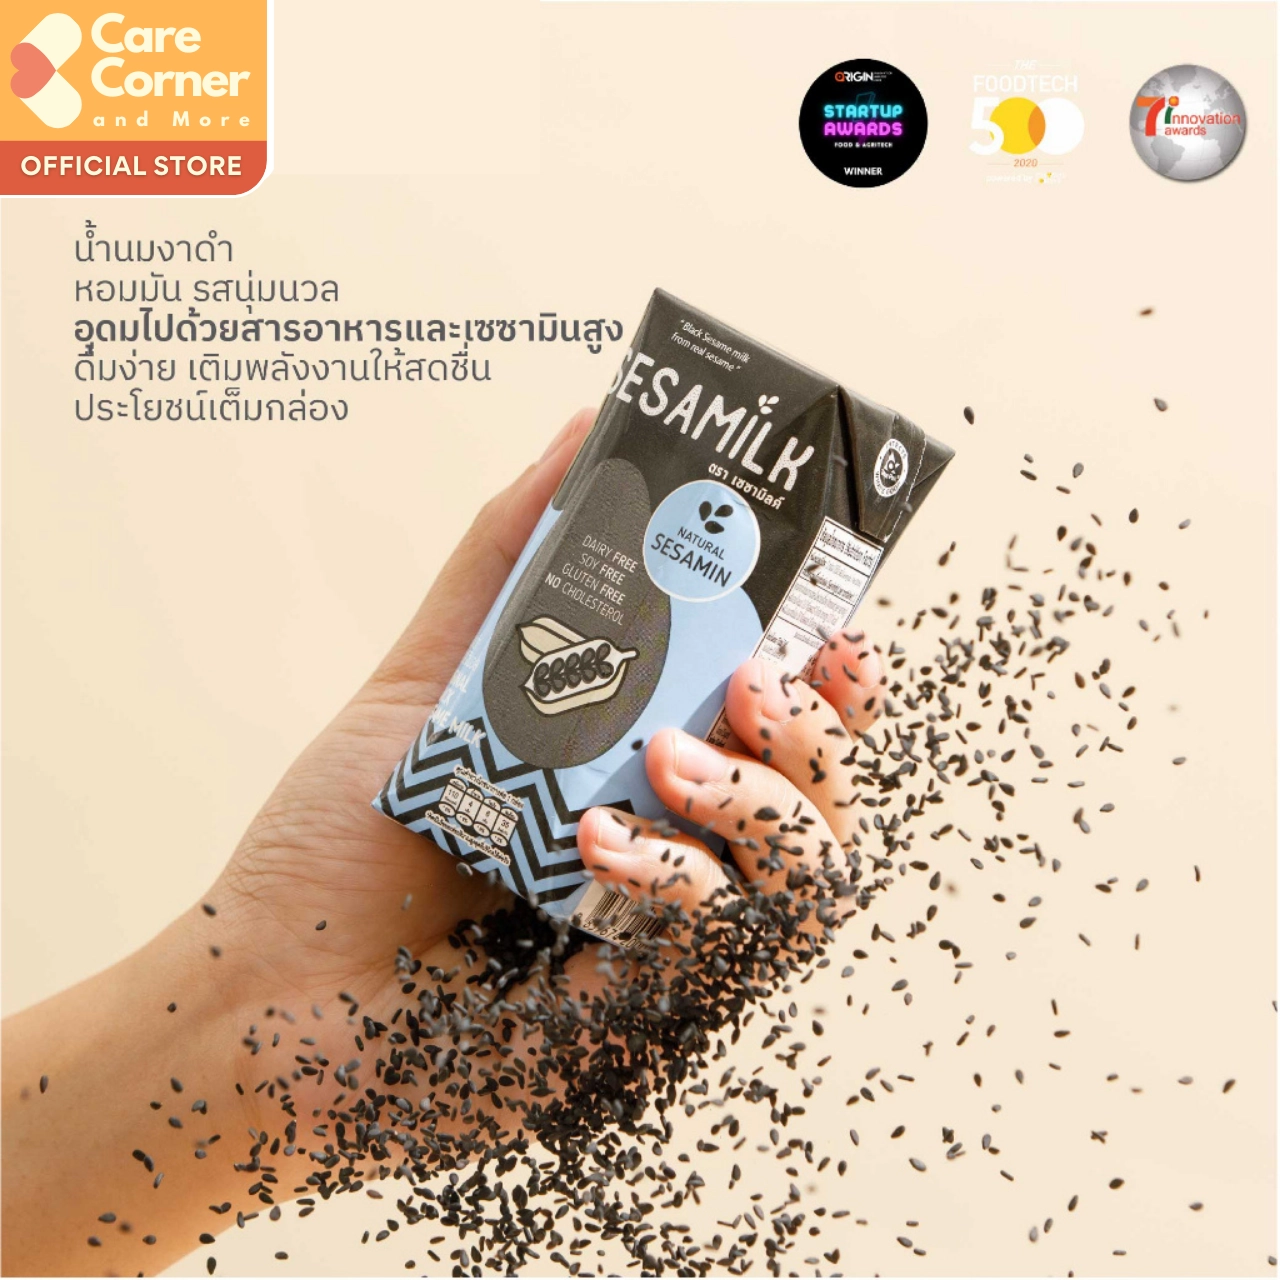 Care
Corner
and More
OFFICIAL STORE
ORIGIN
STARTUP
AWARDS
FOOD & AGRITECH
WINNER
THE
FOODTECH
500
2020
7 innovation
awards
น้ำนมงาดำ
หอมมัน รสนุ่มนวล
อุดมไปด้วยสารอาหารและเซซามินสูง
ดื่มง่าย เติมพลังงานให้สดชื่น
ประโยชน์เต็มกล่อง
"Black Sesame milk
from real sesame"
SESAMILK
ตรา เซซามิลค์
NATURAL
SESAMIN
DAIRY FREE
SOY FREE
GLUTEN FREE
NO CHOLESTEROL